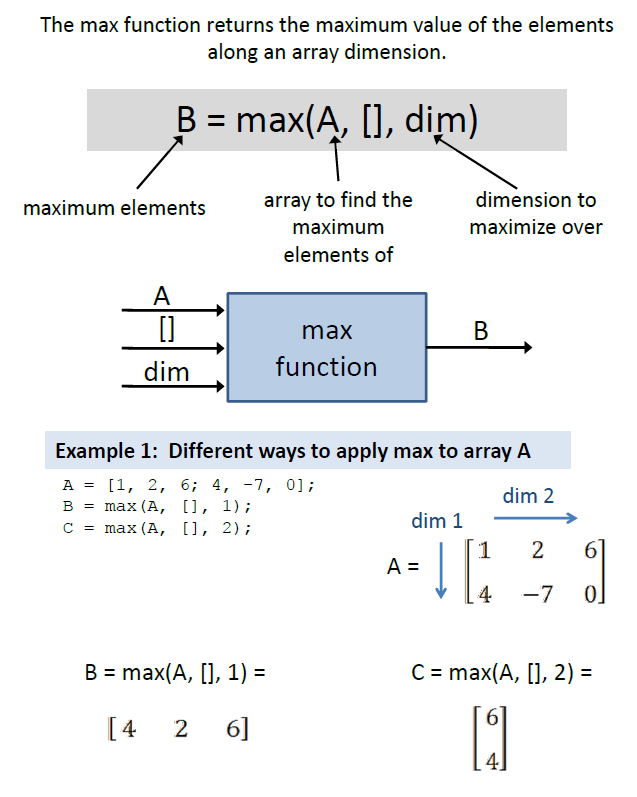 The max function returns the maximum value of the elements
along an array dimension.
B = max(A, [], dim)
maximum elements
array to find the
maximum
elements of
dimension to
maximize over
A
[]
dim
max
function
B
Example 1:  Different ways to apply max to array A
A = [1, 2, 6; 4, -7, 0];
B = max(A, [], 1);
C = max(A, [], 2);
dim 2
dim 1
A =
[1 2 6]
[4 −7 0]
B = max(A, [], 1) =
[4 2 6]
C = max(A, [], 2) =
[6]
[4]